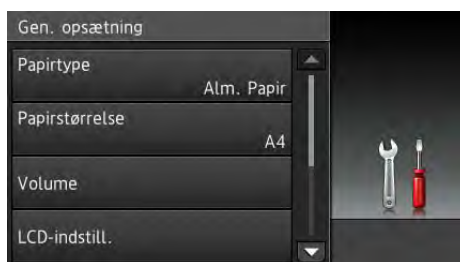 Gen. opsætning
Papirtype
Alm. Papir
Papirstørrelse
A4
Volume
LCD-indstill.